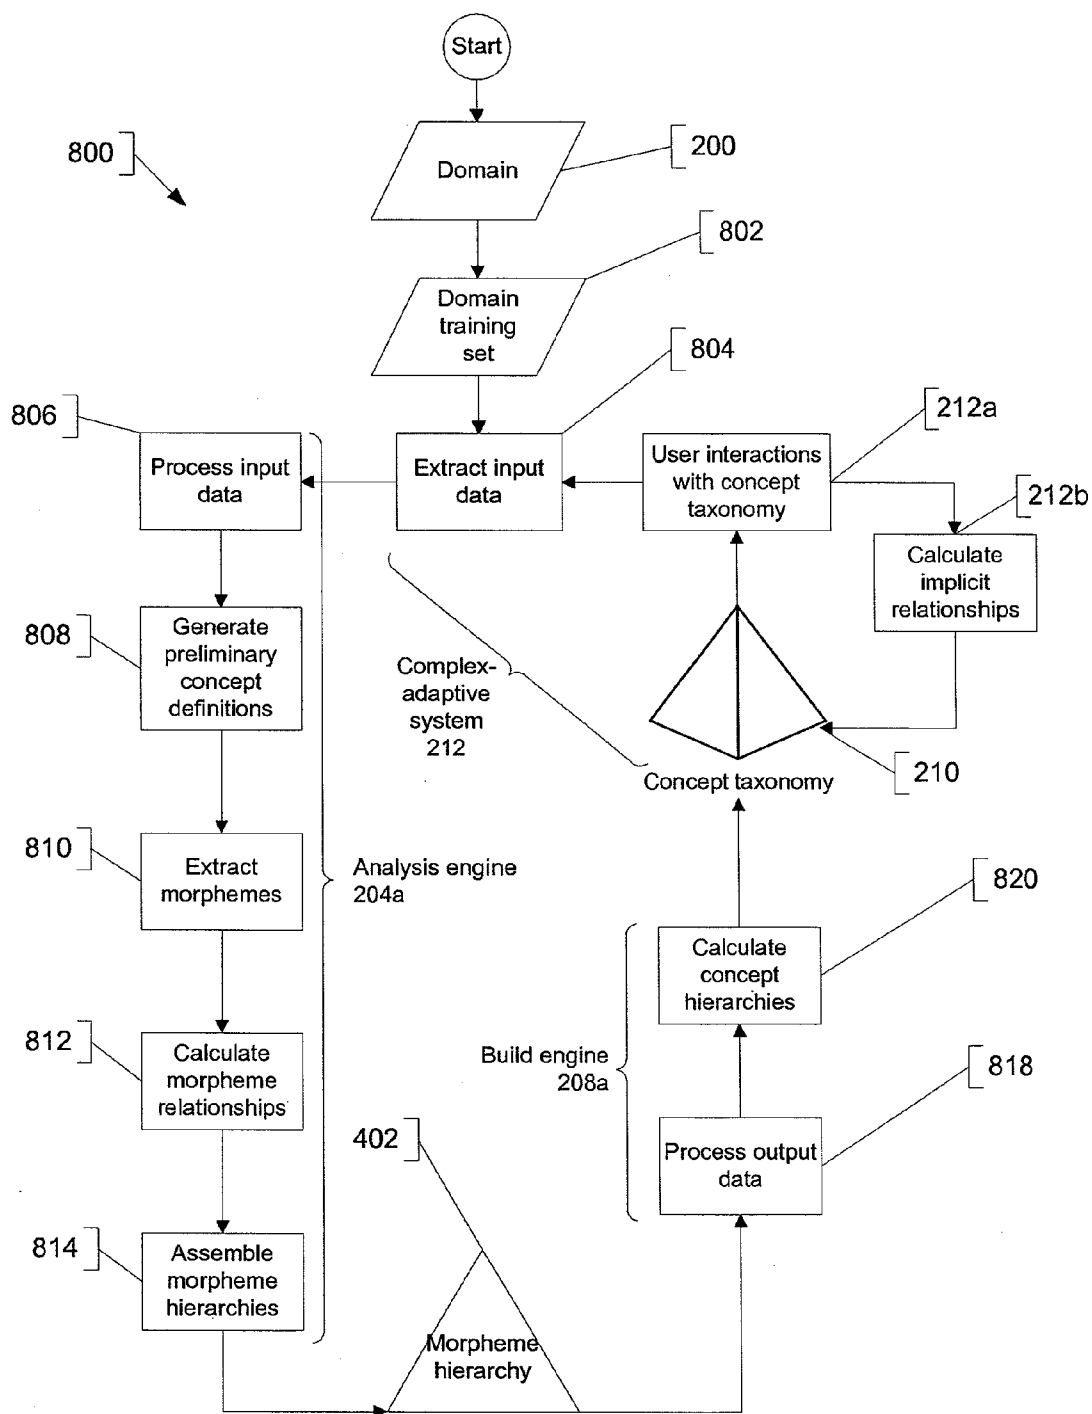 Start
800
200
Domain
802
Domain
training
set
804
806
212a
Process input
data
Extract input
data
User interactions
with concept
taxonomy
212b
Calculate
implicit
relationships
808
Generate
preliminary
concept
definitions
Complex-
adaptive
system
212
210
Concept taxonomy
810
Extract
morphemes
Analysis engine
204a
820
Calculate
concept
hierarchies
812
Calculate
morpheme
relationships
Build engine
208a
818
402
Process output
data
814
Assemble
morpheme
hierarchies
Morpheme
hierarchy